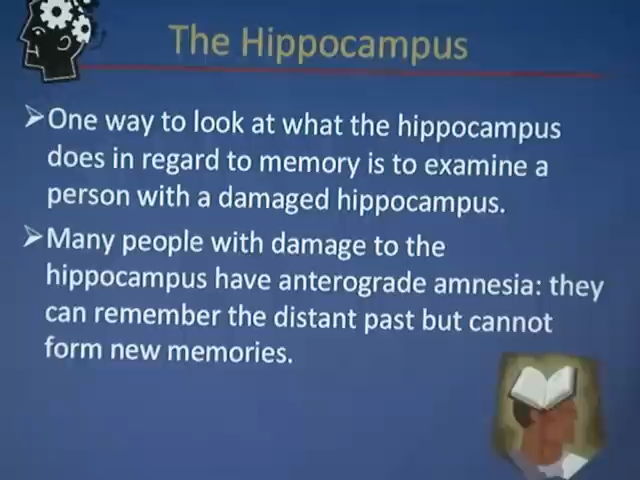 The Hippocampus
One way to look at what the hippocampus
does in regard to memory is to examine a
person with a damaged hippocampus.
Many people with damage to the
hippocampus have anterograde amnesia: they
can remember the distant past but cannot
form new memories.